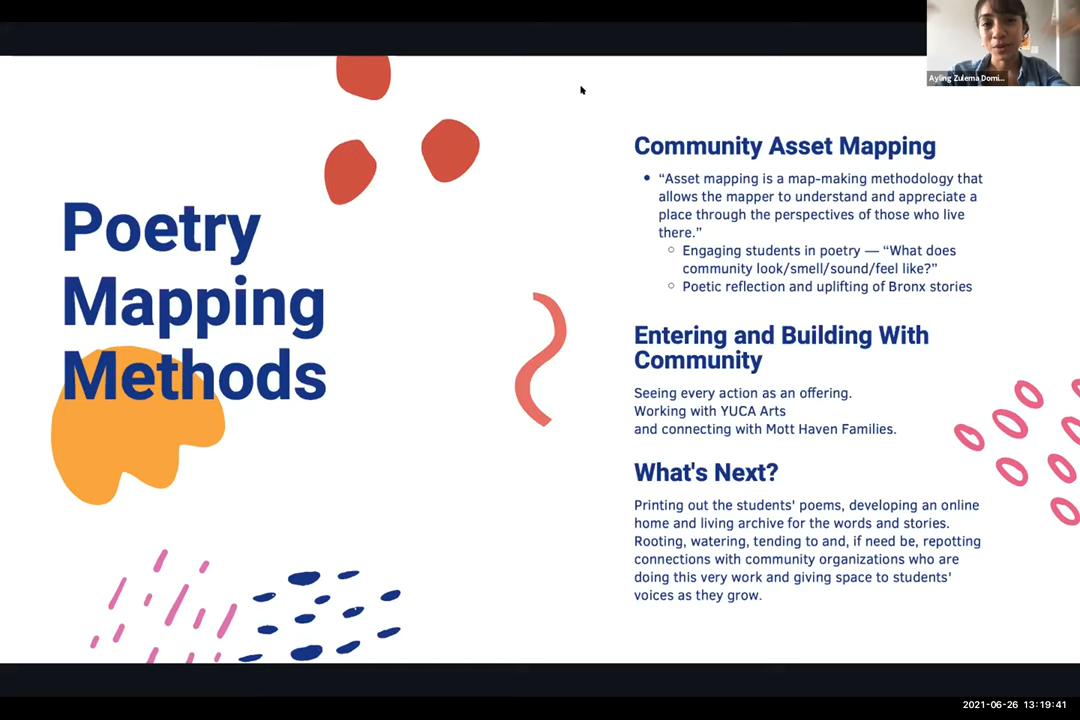 Ayling Zulema Domi...
Poetry
Mapping
Methods
Community Asset Mapping
• “Asset mapping is a map-making methodology that
allows the mapper to understand and appreciate a
place through the perspectives of those who live
there.”
○ Engaging students in poetry — “What does
community look/smell/sound/feel like?”
○ Poetic reflection and uplifting of Bronx stories
Entering and Building With
Community
Seeing every action as an offering.
Working with YUCA Arts
and connecting with Mott Haven Families.
What's Next?
Printing out the students' poems, developing an online
home and living archive for the words and stories.
Rooting, watering, tending to and, if need be, repotting
connections with community organizations who are
doing this very work and giving space to students'
voices as they grow.
2021-06-26 13:19:41